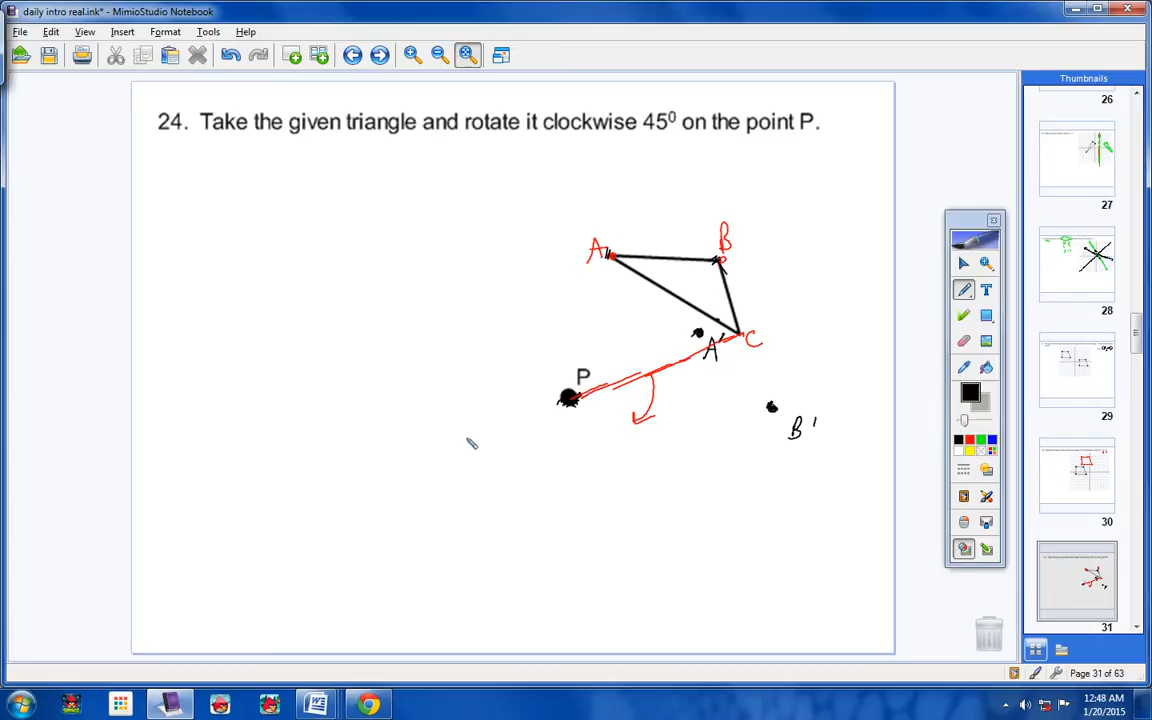 daily intro real.ink* - MimioStudio Notebook
File Edit View Insert Format Tools Help
Thumbnails
26
24. Take the given triangle and rotate it clockwise 45⁰ on the point P.
27
B
A
28
C
A'
P
29
B'
30
31
Page 31 of 63
12:48 AM
1/20/2015